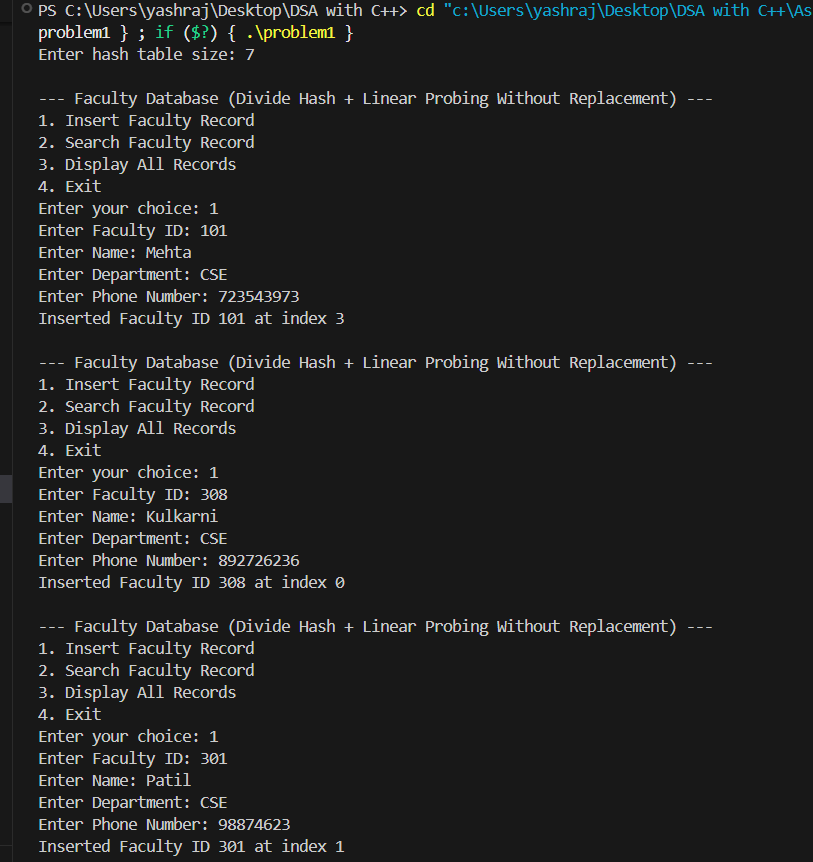 PS C:\Users\yashraj\Desktop\DSA with C++> cd "c:\Users\yashraj\Desktop\DSA with C++\As
problem1 } ; if ($?) { .\problem1 }
Enter hash table size: 7

--- Faculty Database (Divide Hash + Linear Probing Without Replacement) ---
1. Insert Faculty Record
2. Search Faculty Record
3. Display All Records
4. Exit
Enter your choice: 1
Enter Faculty ID: 101
Enter Name: Mehta
Enter Department: CSE
Enter Phone Number: 723543973
Inserted Faculty ID 101 at index 3

--- Faculty Database (Divide Hash + Linear Probing Without Replacement) ---
1. Insert Faculty Record
2. Search Faculty Record
3. Display All Records
4. Exit
Enter your choice: 1
Enter Faculty ID: 308
Enter Name: Kulkarni
Enter Department: CSE
Enter Phone Number: 892726236
Inserted Faculty ID 308 at index 0

--- Faculty Database (Divide Hash + Linear Probing Without Replacement) ---
1. Insert Faculty Record
2. Search Faculty Record
3. Display All Records
4. Exit
Enter your choice: 1
Enter Faculty ID: 301
Enter Name: Patil
Enter Department: CSE
Enter Phone Number: 98874623
Inserted Faculty ID 301 at index 1